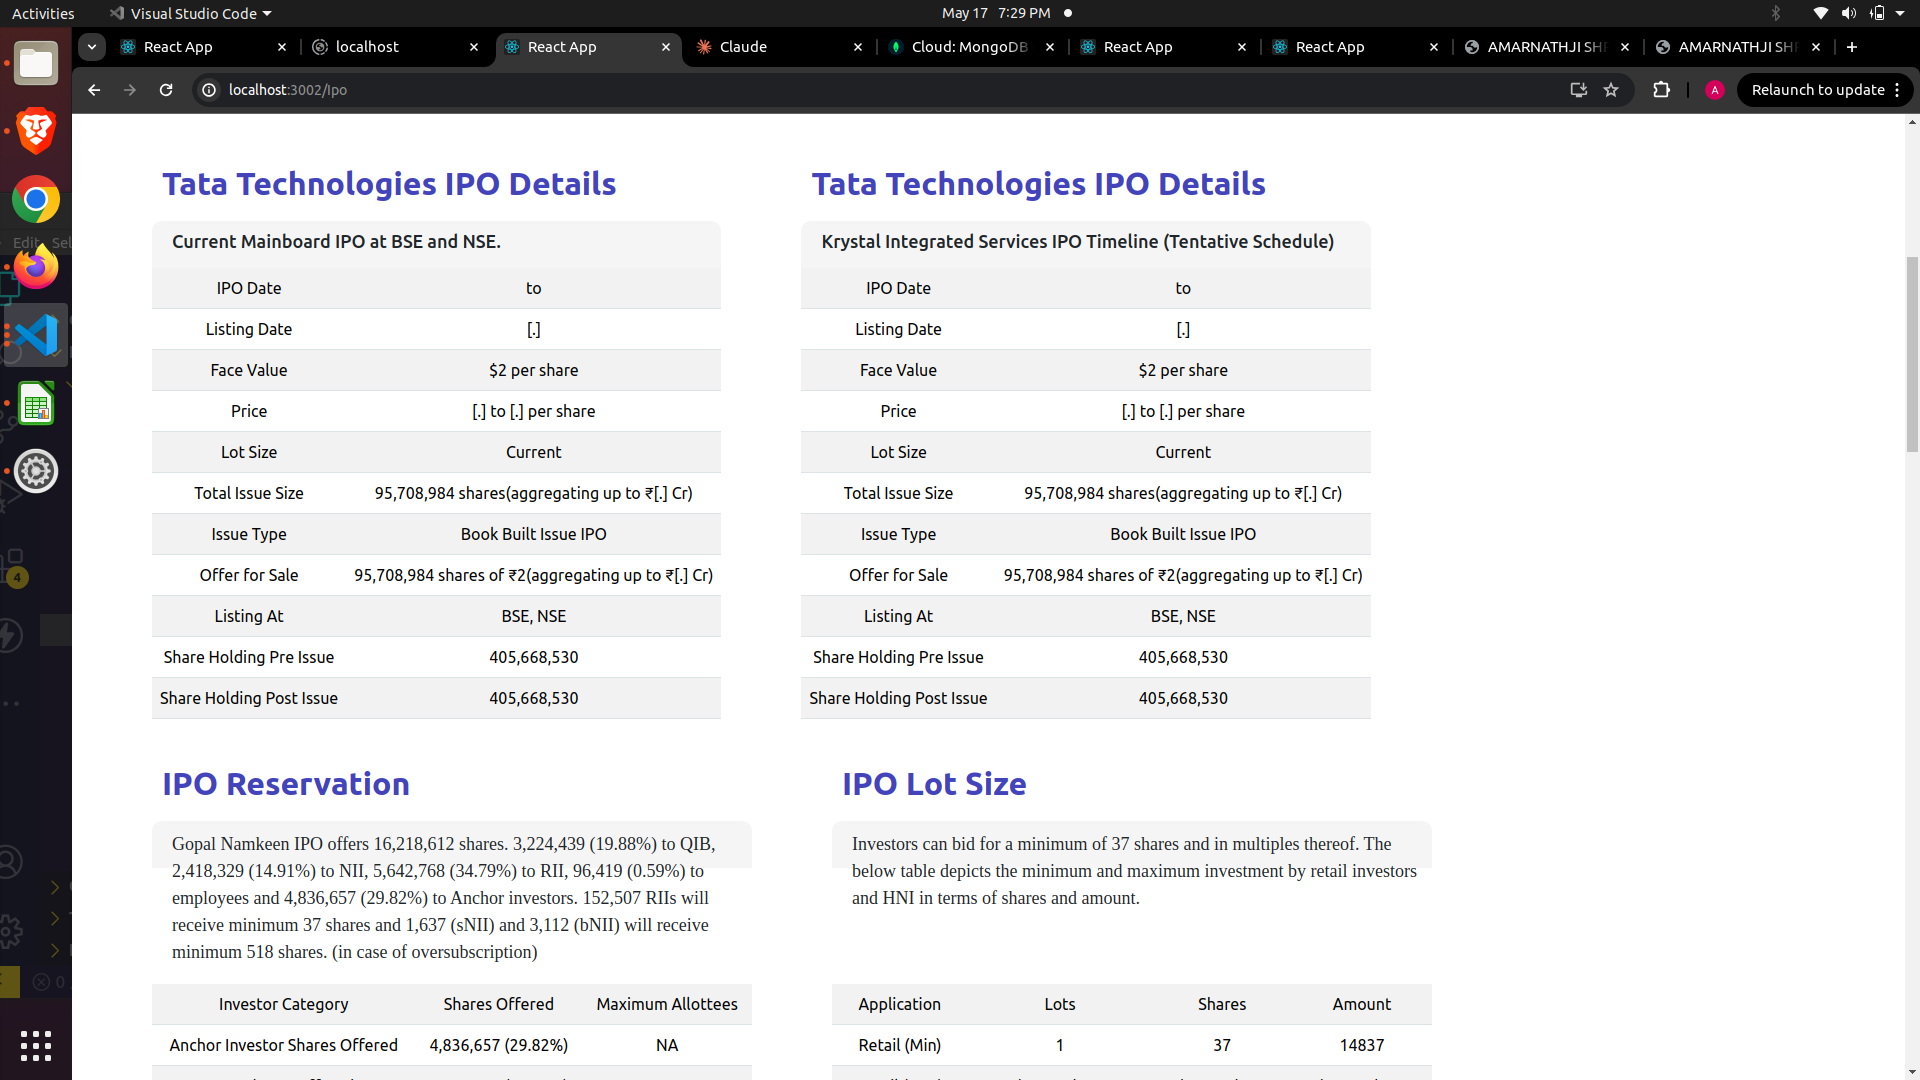 Activities
Visual Studio Code
May 17 7:29 PM
React App
localhost
React App
Claude
Cloud: MongoDB
React App
React App
AMARNATHJI SHR
AMARNATHJI SHR
localhost:3002/Ipo
A
Relaunch to update
Edit
Sel
4
0
Tata Technologies IPO Details
Current Mainboard IPO at BSE and NSE.
IPO Date to
Listing Date [.]
Face Value $2 per share
Price [.] to [.] per share
Lot Size Current
Total Issue Size 95,708,984 shares(aggregating up to ₹[.] Cr)
Issue Type Book Built Issue IPO
Offer for Sale 95,708,984 shares of ₹2(aggregating up to ₹[.] Cr)
Listing At BSE, NSE
Share Holding Pre Issue 405,668,530
Share Holding Post Issue 405,668,530
Tata Technologies IPO Details
Krystal Integrated Services IPO Timeline (Tentative Schedule)
IPO Date to
Listing Date [.]
Face Value $2 per share
Price [.] to [.] per share
Lot Size Current
Total Issue Size 95,708,984 shares(aggregating up to ₹[.] Cr)
Issue Type Book Built Issue IPO
Offer for Sale 95,708,984 shares of ₹2(aggregating up to ₹[.] Cr)
Listing At BSE, NSE
Share Holding Pre Issue 405,668,530
Share Holding Post Issue 405,668,530
IPO Reservation
Gopal Namkeen IPO offers 16,218,612 shares. 3,224,439 (19.88%) to QIB,
2,418,329 (14.91%) to NII, 5,642,768 (34.79%) to RII, 96,419 (0.59%) to
employees and 4,836,657 (29.82%) to Anchor investors. 152,507 RIIs will
receive minimum 37 shares and 1,637 (sNII) and 3,112 (bNII) will receive
minimum 518 shares. (in case of oversubscription)
Investor Category Shares Offered Maximum Allottees
Anchor Investor Shares Offered 4,836,657 (29.82%) NA
IPO Lot Size
Investors can bid for a minimum of 37 shares and in multiples thereof. The
below table depicts the minimum and maximum investment by retail investors
and HNI in terms of shares and amount.
Application Lots Shares Amount
Retail (Min) 1 37 14837